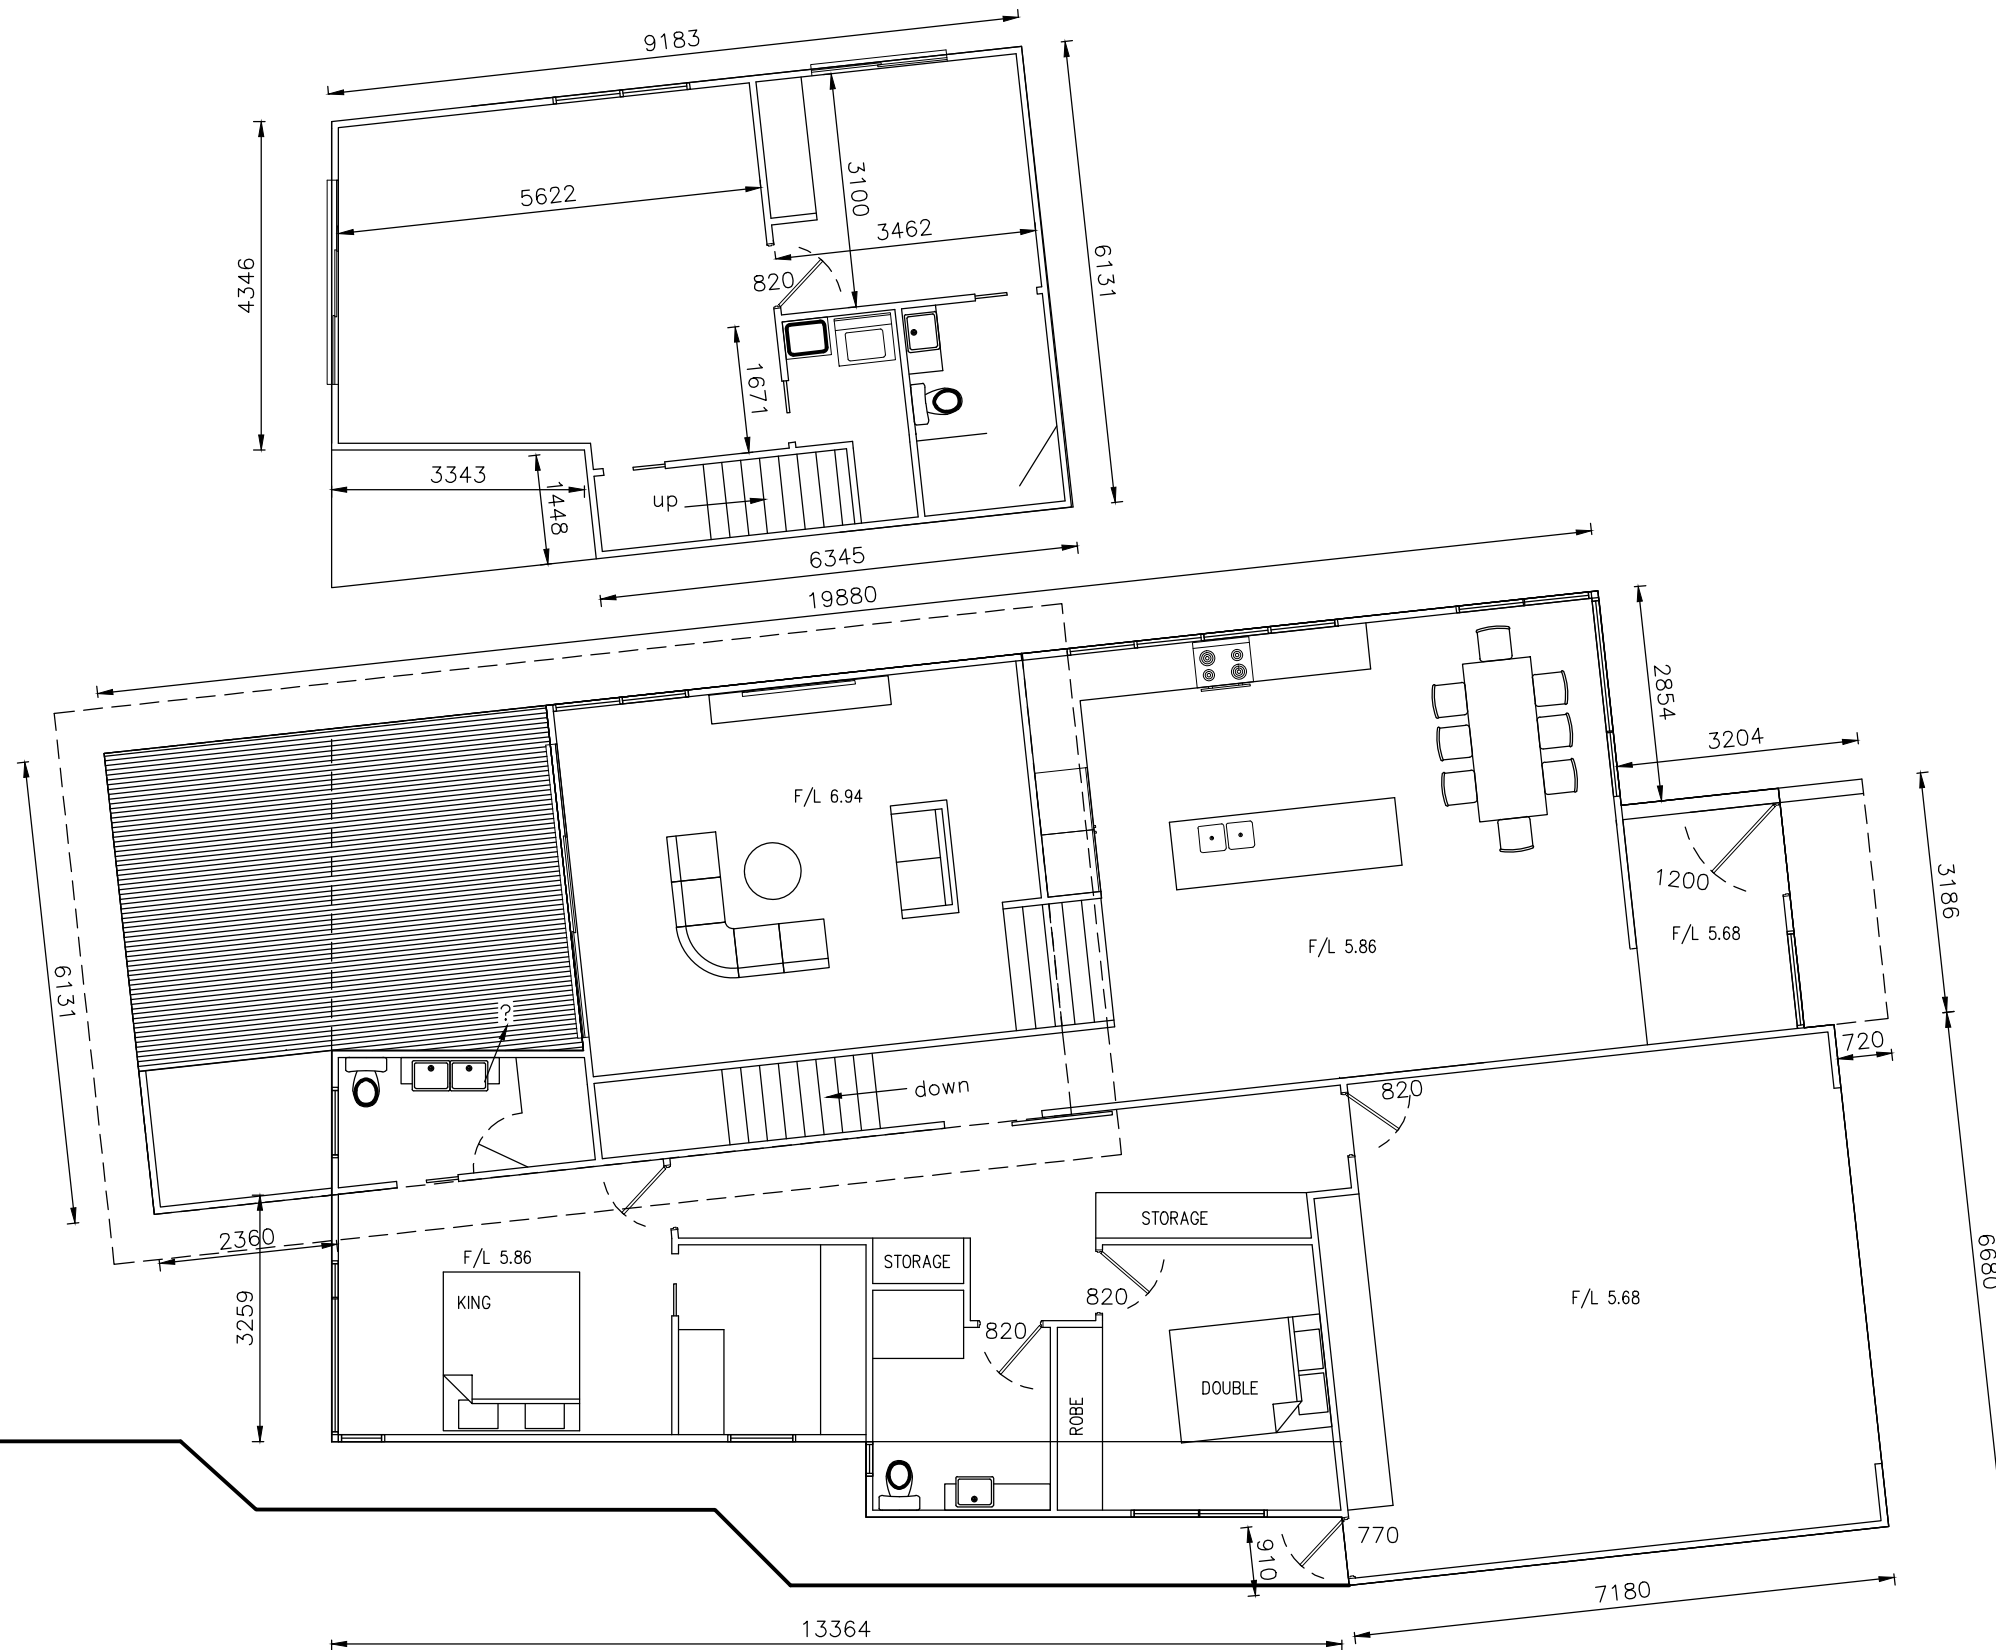 9183
5622
3100
3462
820
6131
4346
1671
3343
1448
up
6345
19880
2854
3204
F/L 6.94
1200
3186
F/L 5.86
F/L 5.68
6131
?
720
down
820
STORAGE
2360
F/L 5.86
STORAGE
KING
820
F/L 5.68
6680
3259
820
DOUBLE
ROBE
770
910
7180
13364